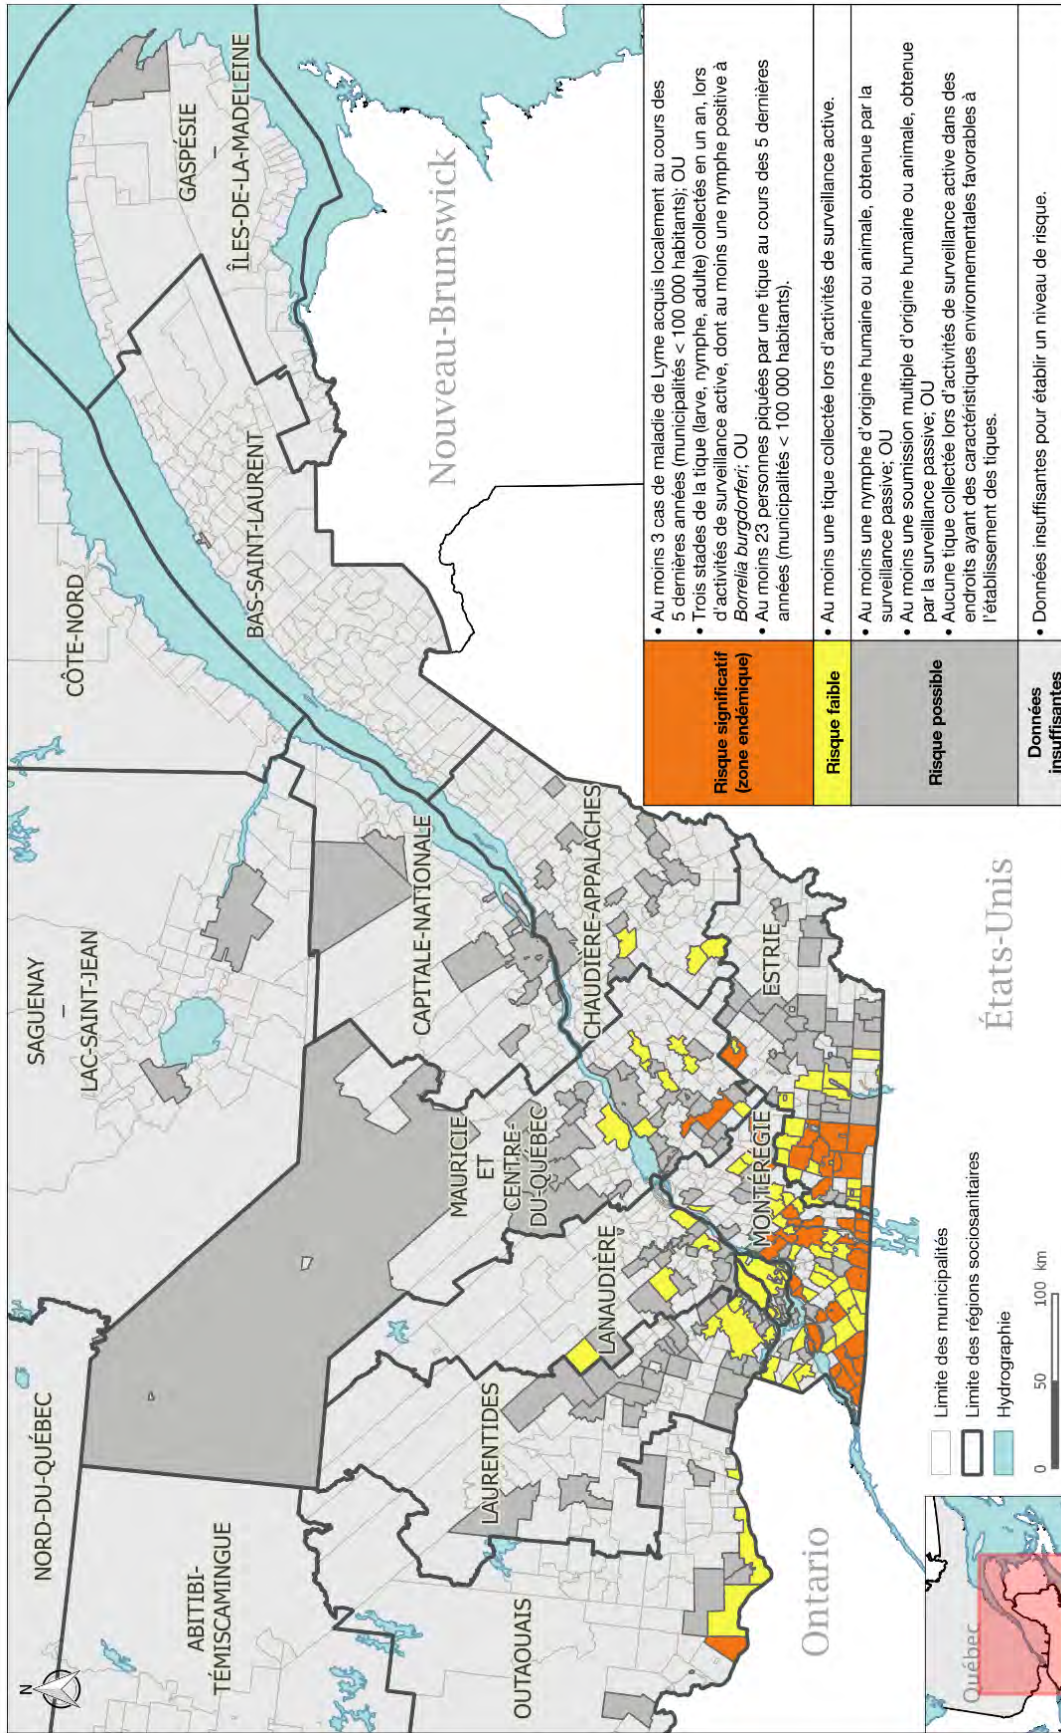 N
NORD-DU-QUÉBEC
SAGUENAY
–
LAC-SAINT-JEAN
CÔTE-NORD
GASPÉSIE
–
ÎLES-DE-LA-MADELEINE
ABITIBI-
TÉMISCAMINGUE
BAS-SAINT-LAURENT
CAPITALE-NATIONALE
MAURICIE
ET
CENTRE-
DU-QUÉBEC
LAURENTIDES
LANAUDIÈRE
OUTAOUAIS
CHAUDIÈRE-APPALACHES
MONTÉRÉGIE
ESTRIE
Nouveau-Brunswick
Ontario
États-Unis
Québec
Limite des municipalités
Limite des régions sociosanitaires
Hydrographie
0 50 100 km
Risque significatif
(zone endémique)
• Au moins 3 cas de maladie de Lyme acquis localement au cours des
5 dernières années (municipalités < 100 000 habitants); OU
• Trois stades de la tique (larve, nymphe, adulte) collectés en un an, lors
d'activités de surveillance active, dont au moins une nymphe positive à
Borrelia burgdorferi; OU
• Au moins 23 personnes piquées par une tique au cours des 5 dernières
années (municipalités < 100 000 habitants).
Risque faible
• Au moins une tique collectée lors d'activités de surveillance active.
Risque possible
• Au moins une nymphe d'origine humaine ou animale, obtenue par la
surveillance passive; OU
• Au moins une soumission multiple d'origine humaine ou animale, obtenue
par la surveillance passive; OU
• Aucune tique collectée lors d'activités de surveillance active dans des
endroits ayant des caractéristiques environnementales favorables à
l'établissement des tiques.
Données
insuffisantes
• Données insuffisantes pour établir un niveau de risque.